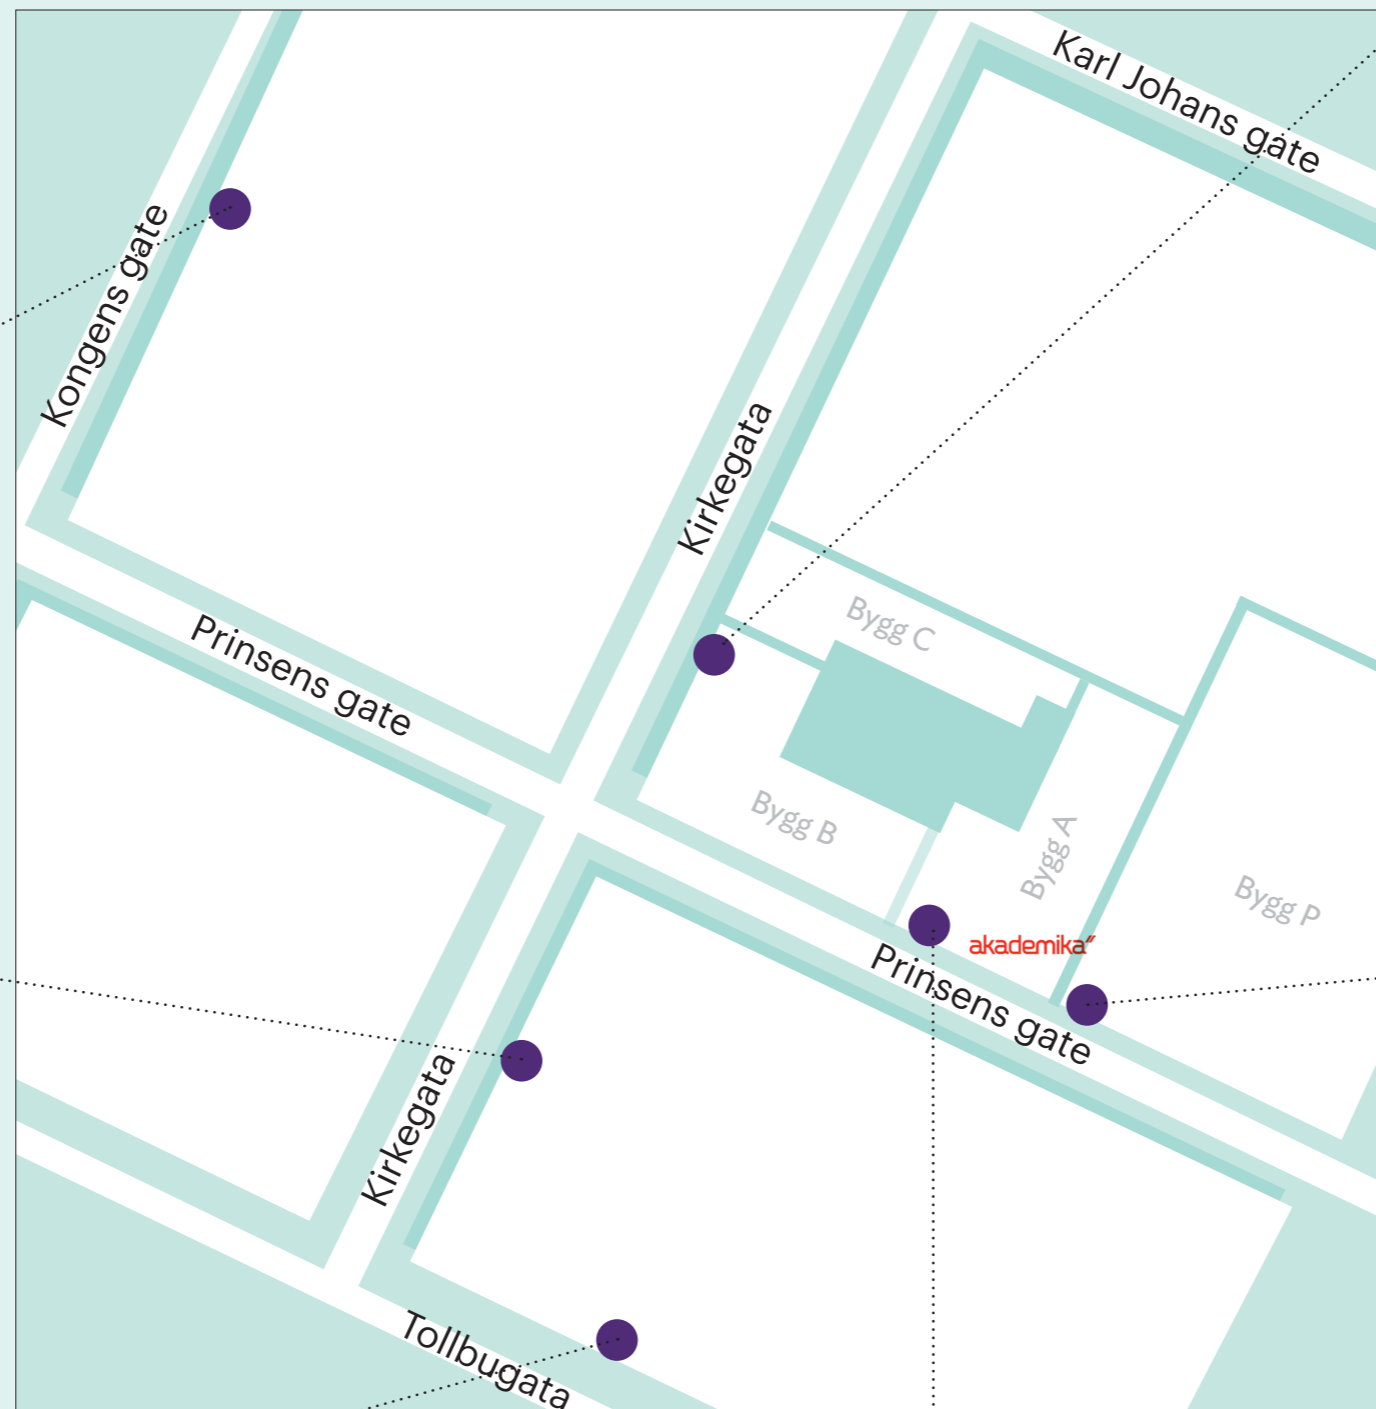 Karl Johans gate
Kongens gate
Kirkegata
Bygg C
Prinsens gate
Bygg B
Bygg A
Bygg P
akademika"
Prinsens gate
Kirkegata
Tollbugata